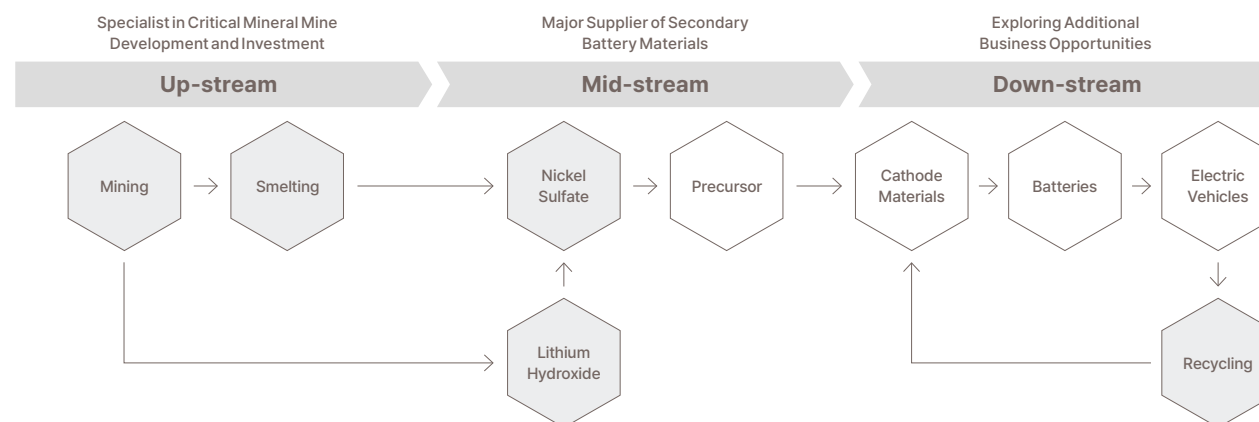 Specialist in Critical Mineral Mine
Development and Investment
Major Supplier of Secondary
Battery Materials
Exploring Additional
Business Opportunities
Up-stream
Mid-stream
Down-stream
Mining
Smelting
Nickel
Sulfate
Precursor
Cathode
Materials
Batteries
Electric
Vehicles
Lithium
Hydroxide
Recycling